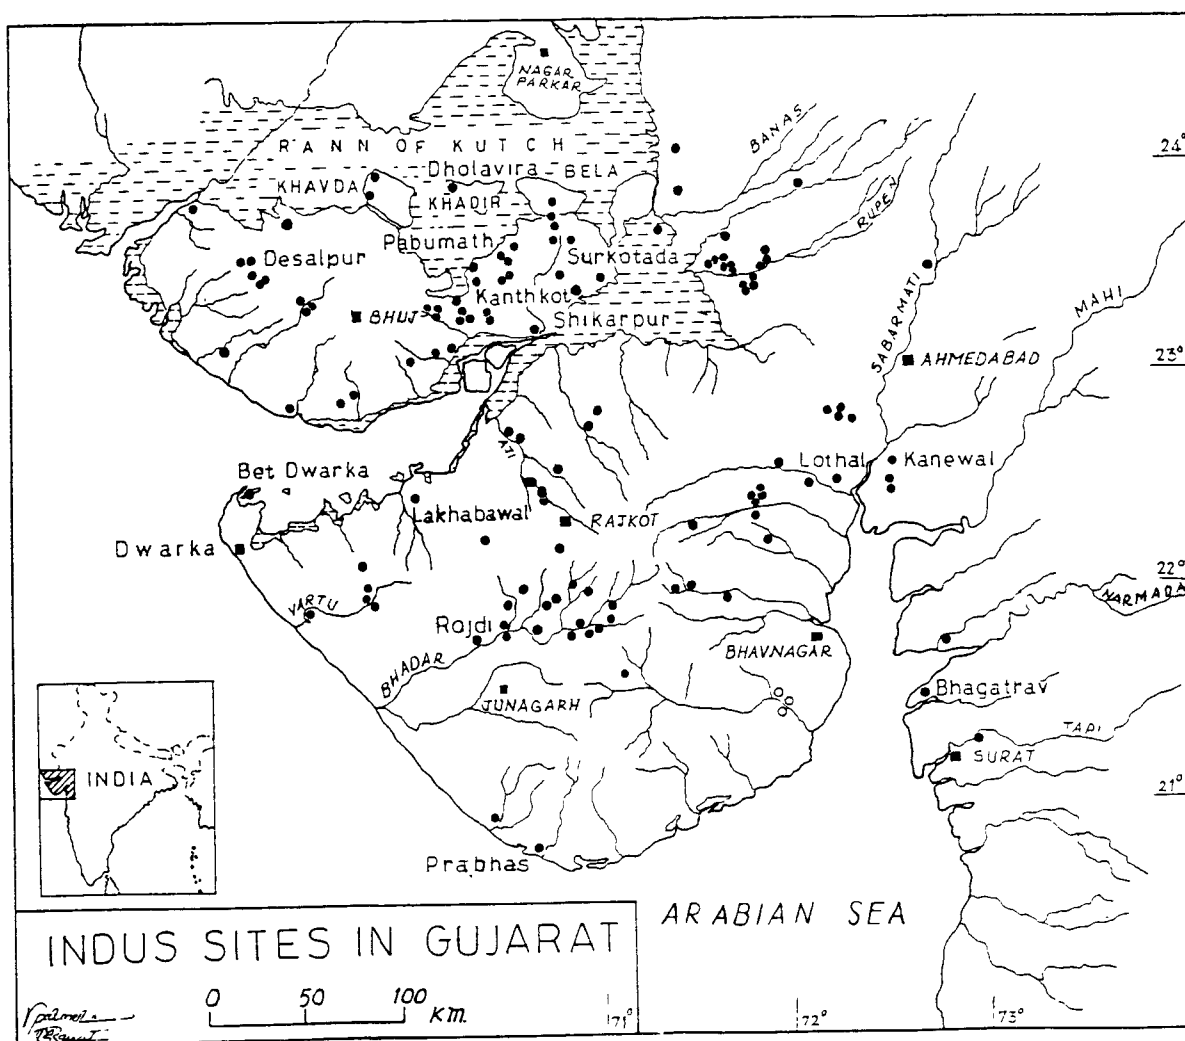 NAGAR
PARKAR
BANAS
24°
RANN OF KUTCH
Dholavira
BELA
KHAVDA
KHADIR
RUPEN
Pabumath
Surkotada
Desalpur
Kanthkot
MAHI
BHUJ
Shikarpur
SABARMATI
23°
AHMEDABAD
AJI
Bet Dwarka
Lothal
Kanewal
Lakhabawal
RAJKOT
Dwarka
22°
NARMADA
VARTU
Rojdi
BHAVNAGAR
BHADAR
Bhagatrav
JUNAGARH
TAPI
SURAT
INDIA
21°
Prabhas
ARABIAN SEA
INDUS SITES IN GUJARAT
0 50 100
KM.
71° 72° 73°